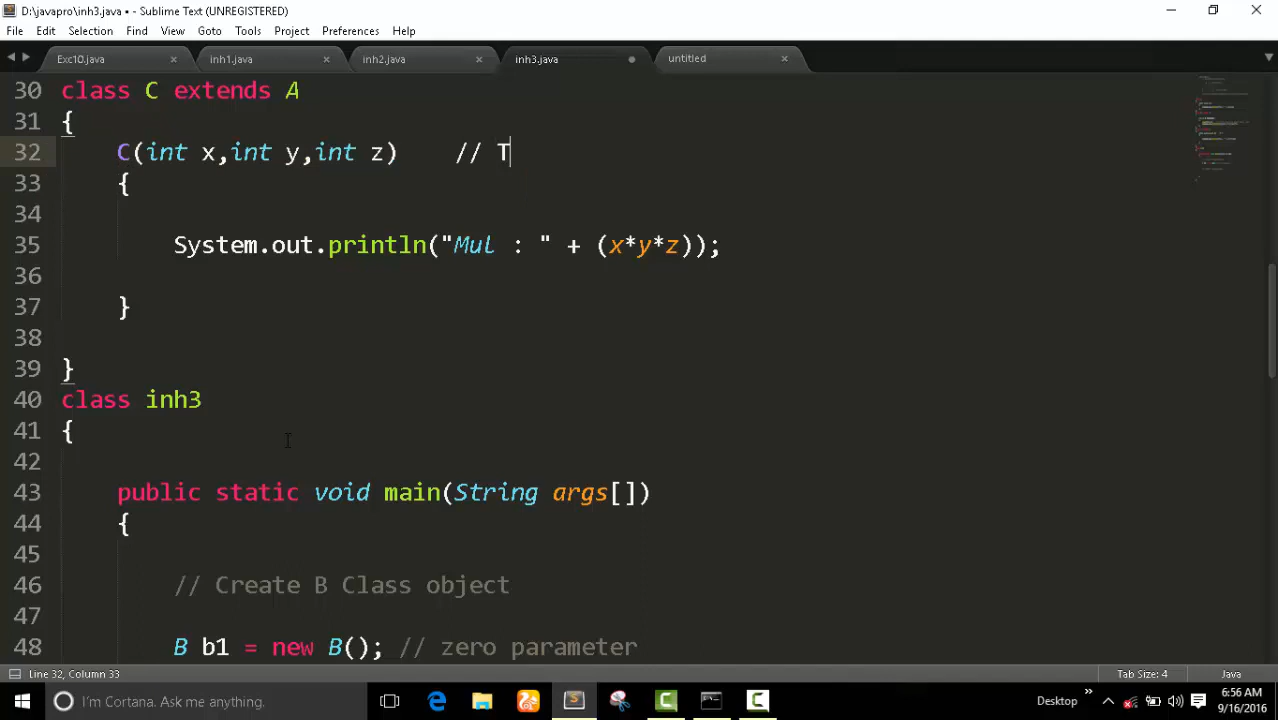 D:\javapro\inh3.java • - Sublime Text (UNREGISTERED)
File Edit Selection Find View Goto Tools Project Preferences Help
Exc10.java inh1.java inh2.java inh3.java untitled
30 class C extends A
31 {
32 C(int x,int y,int z) // T
33 {
34
35 System.out.println("Mul : " + (x*y*z));
36
37 }
38
39 }
40 class inh3
41 {
42
43 public static void main(String args[])
44 {
45
46 // Create B Class object
47
48 B b1 = new B(); // zero parameter
Line 32, Column 33 Tab Size: 4 Java
I'm Cortana. Ask me anything. Desktop 6:56 AM
9/16/2016